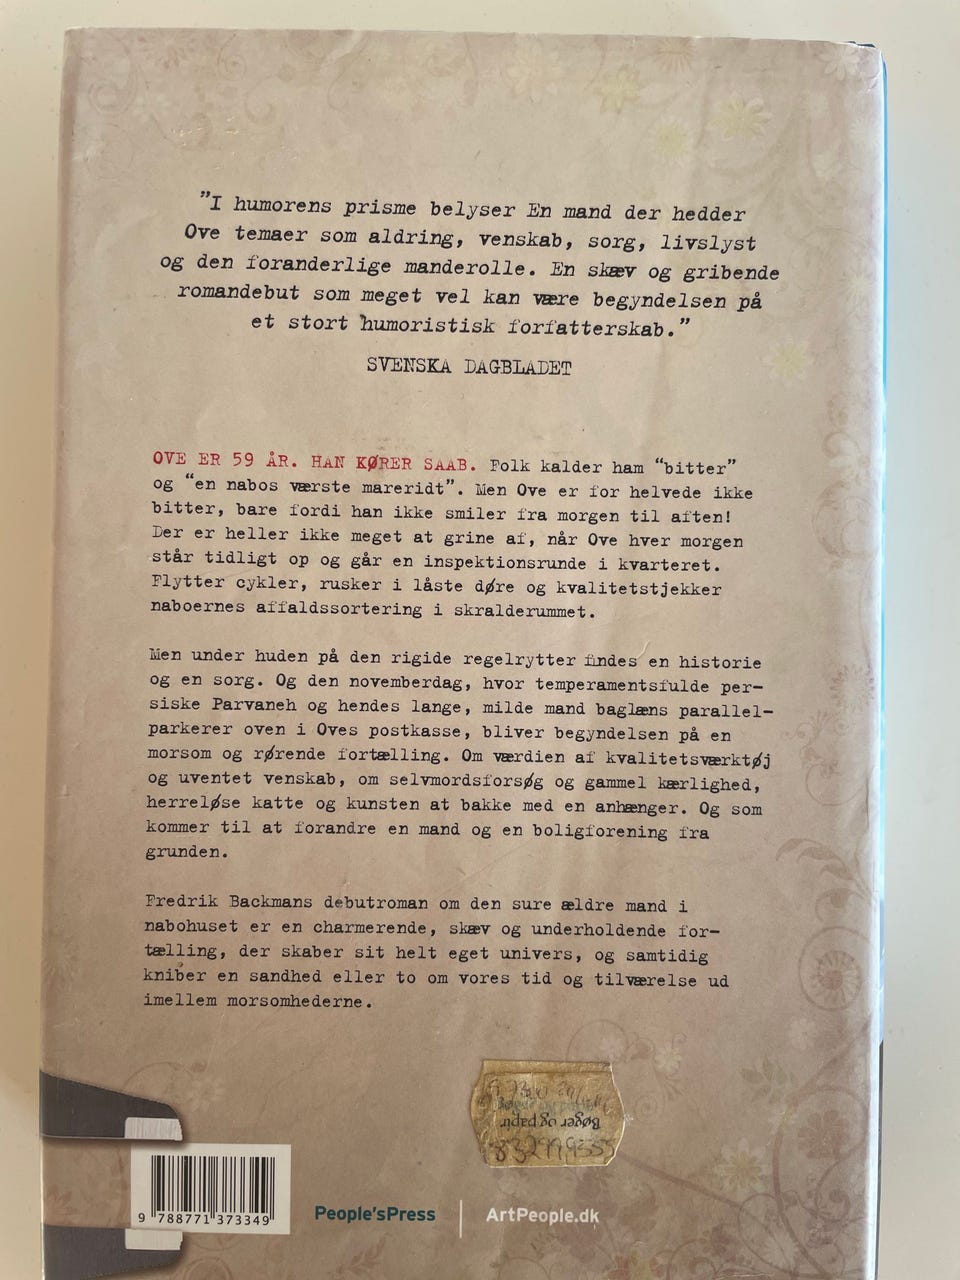 ”I humorens prisme belyser En mand der hedder
Ove temaer som aldring, venskab, sorg, livslyst
og den foranderlige manderolle. En skæv og gribende
romandebut som meget vel kan være begyndelsen på
et stort humoristisk forfatterskab.”
SVENSKA DAGBLADET
OVE ER 59 ÅR. HAN KØRER SAAB. Folk kalder ham “bitter”
og “en nabos værste mareridt”. Men Ove er for helvede ikke
bitter, bare fordi han ikke smiler fra morgen til aften!
Der er heller ikke meget at grine af, når Ove hver morgen
står tidligt op og går en inspektionsrunde i kvarteret.
Flytter cykler, rusker i låste døre og kvalitetstjekker
naboernes affaldssortering i skralderummet.
Men under huden på den rigide regelrytter findes en historie
og en sorg. Og den novemberdag, hvor temperamentsfulde per-
siske Parvaneh og hendes lange, milde mand baglæns parallel-
parkerer oven i Oves postkasse, bliver begyndelsen på en
morsom og rørende fortælling. Om værdien af kvalitetsværktøj
og uventet venskab, om selvmordsforsøg og gammel kærlighed,
herreløse katte og kunsten at bakke med en anhænger. Og som
kommer til at forandre en mand og en boligforening fra
grunden.
Fredrik Backmans debutroman om den sure ældre mand i
nabohuset er en charmerende, skæv og underholdende for-
tælling, der skaber sit helt eget univers, og samtidig
kniber en sandhed eller to om vores tid og tilværelse ud
imellem morsomhederne.
Bøger og papir
9 788771 373349
People'sPress | ArtPeople.dk